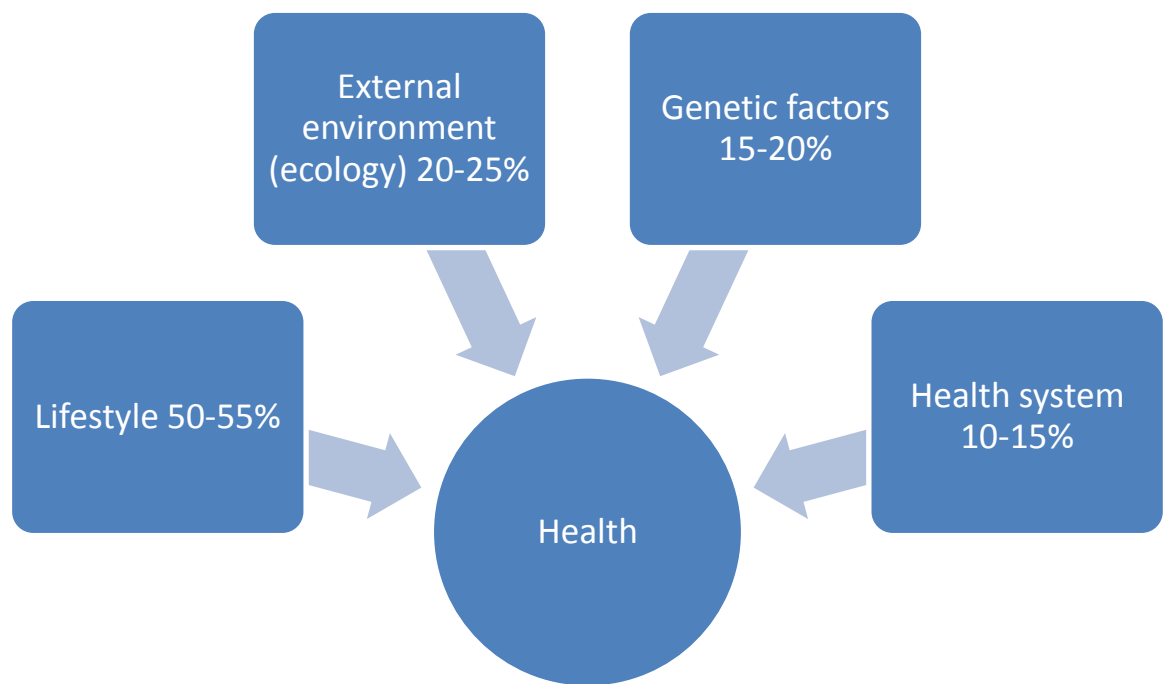 External
environment
(ecology) 20-25%
Genetic factors
15-20%
Lifestyle 50-55%
Health system
10-15%
Health